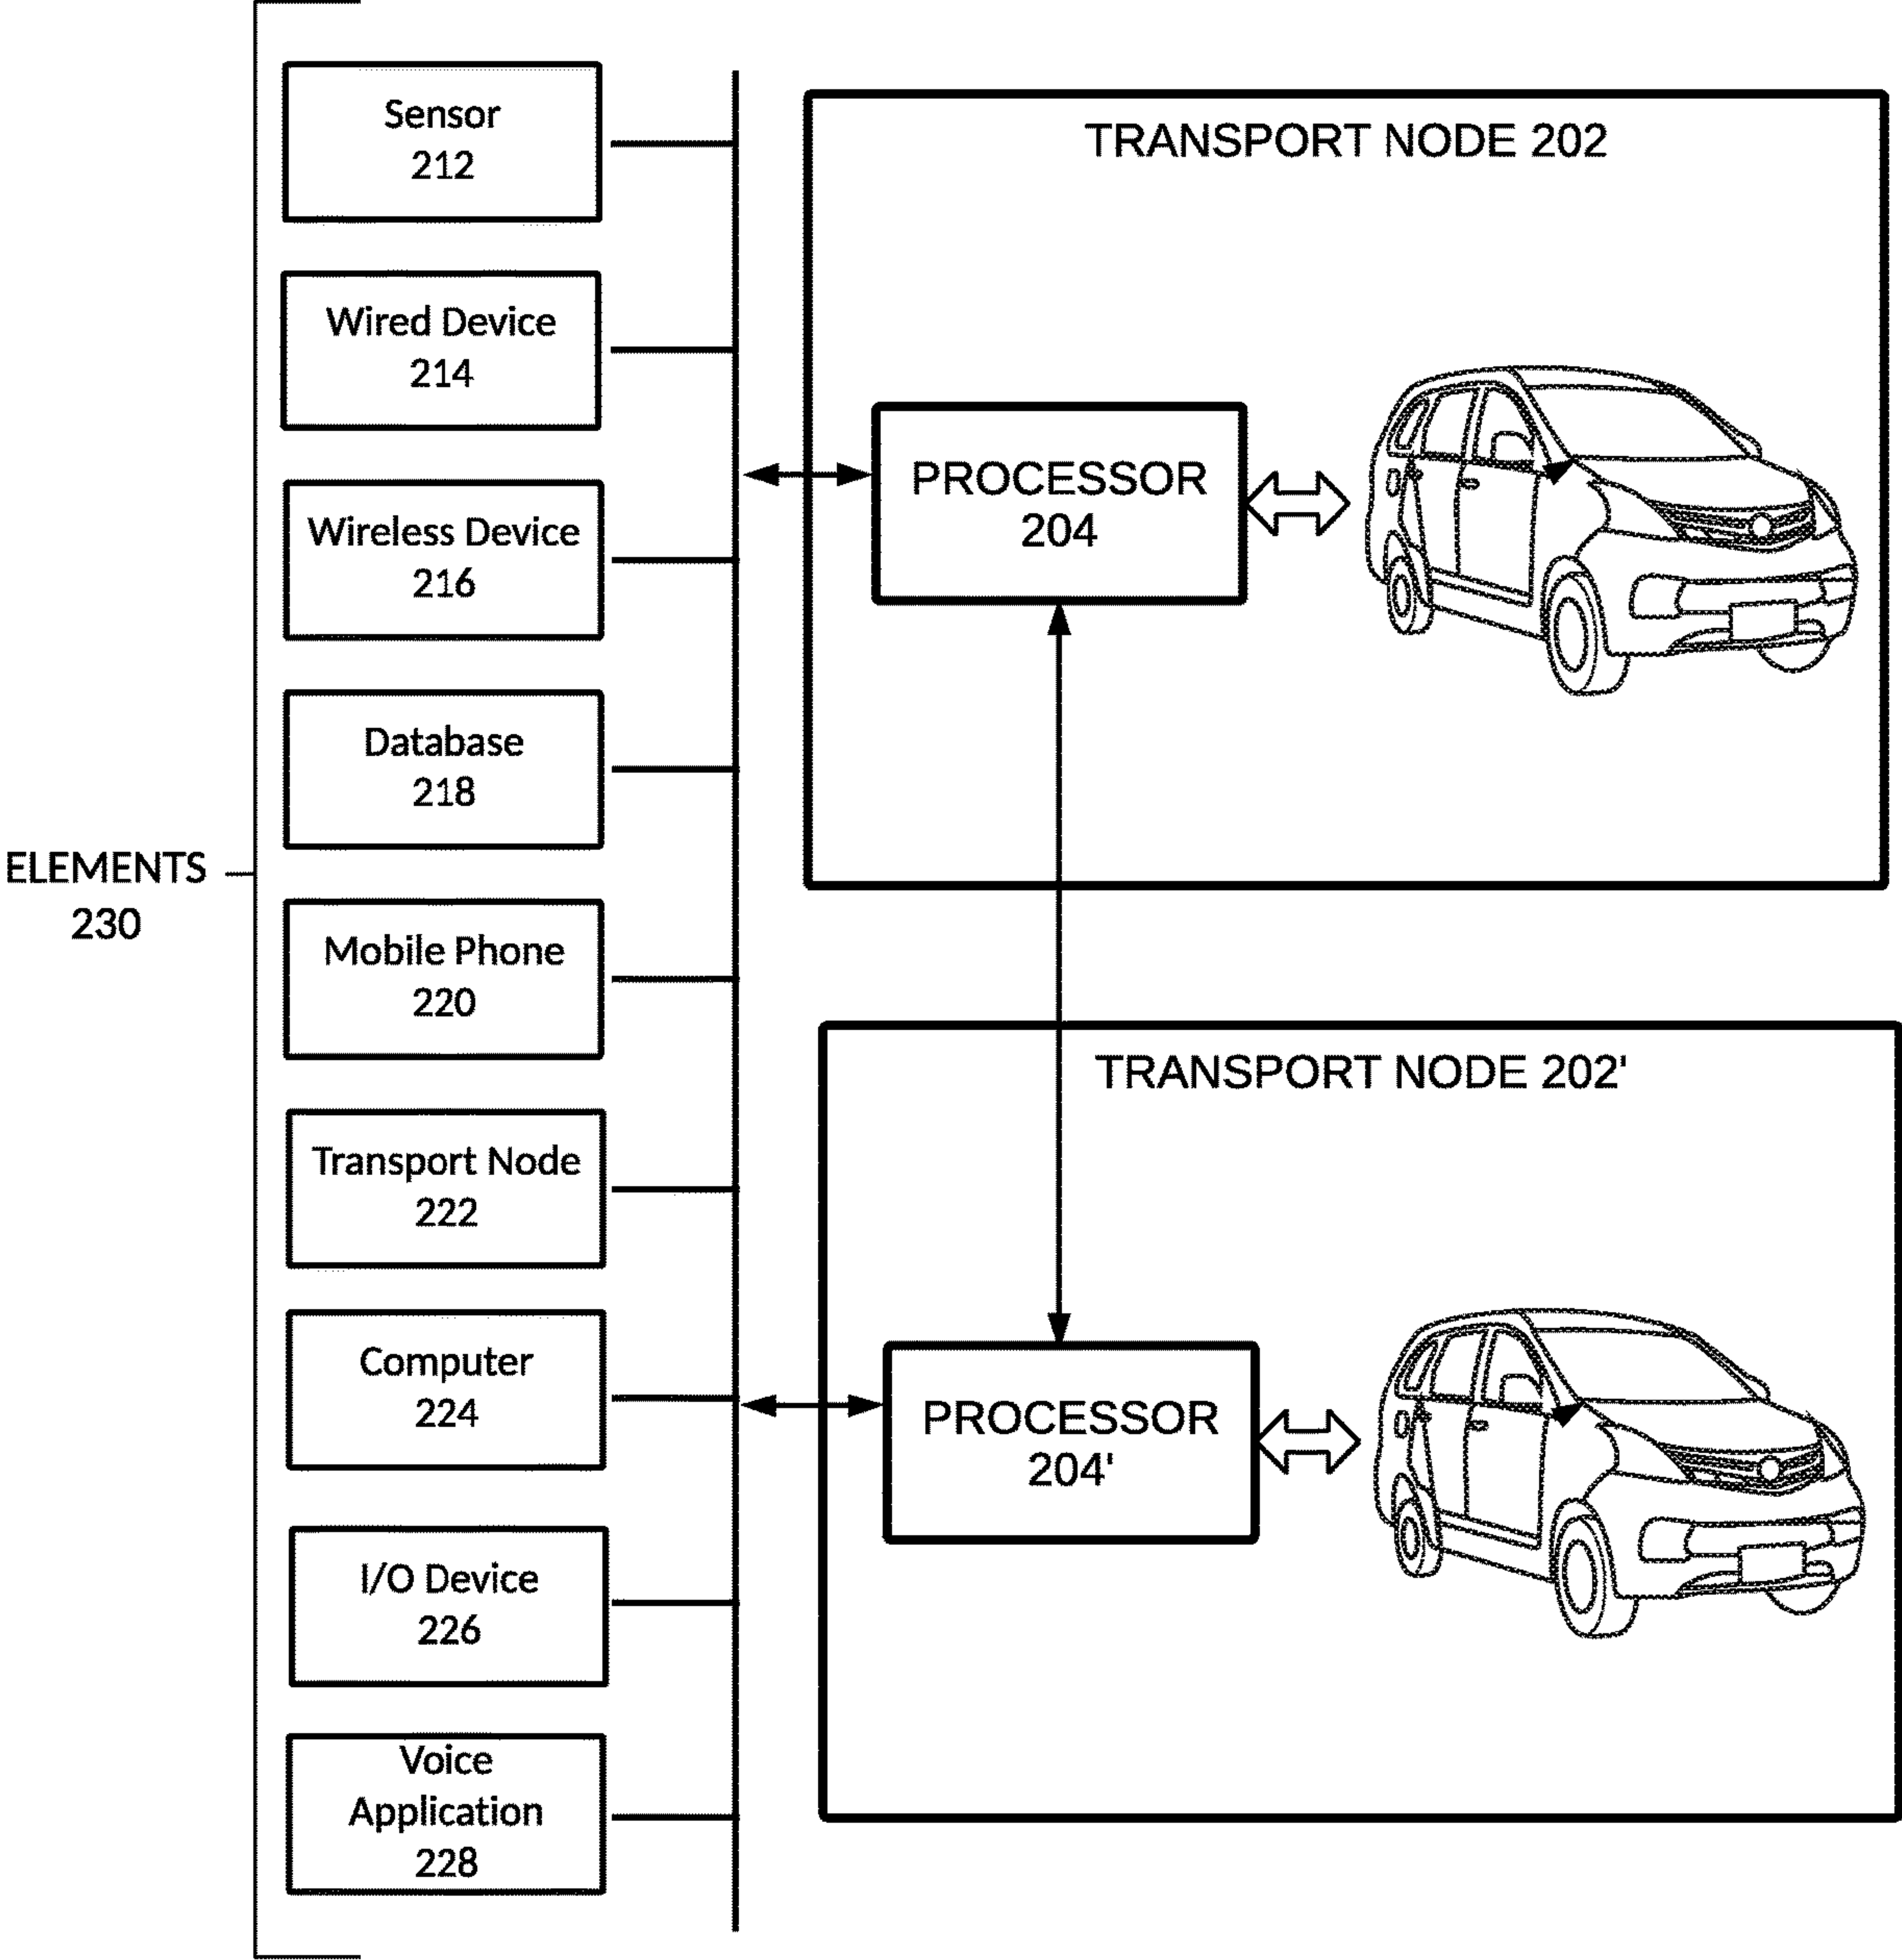 Sensor
212
Wired Device
214
Wireless Device
216
Database
218
ELEMENTS
230
Mobile Phone
220
Transport Node
222
Computer
224
I/O Device
226
Voice
Application
228
TRANSPORT NODE 202
PROCESSOR
204
TRANSPORT NODE 202'
PROCESSOR
204'